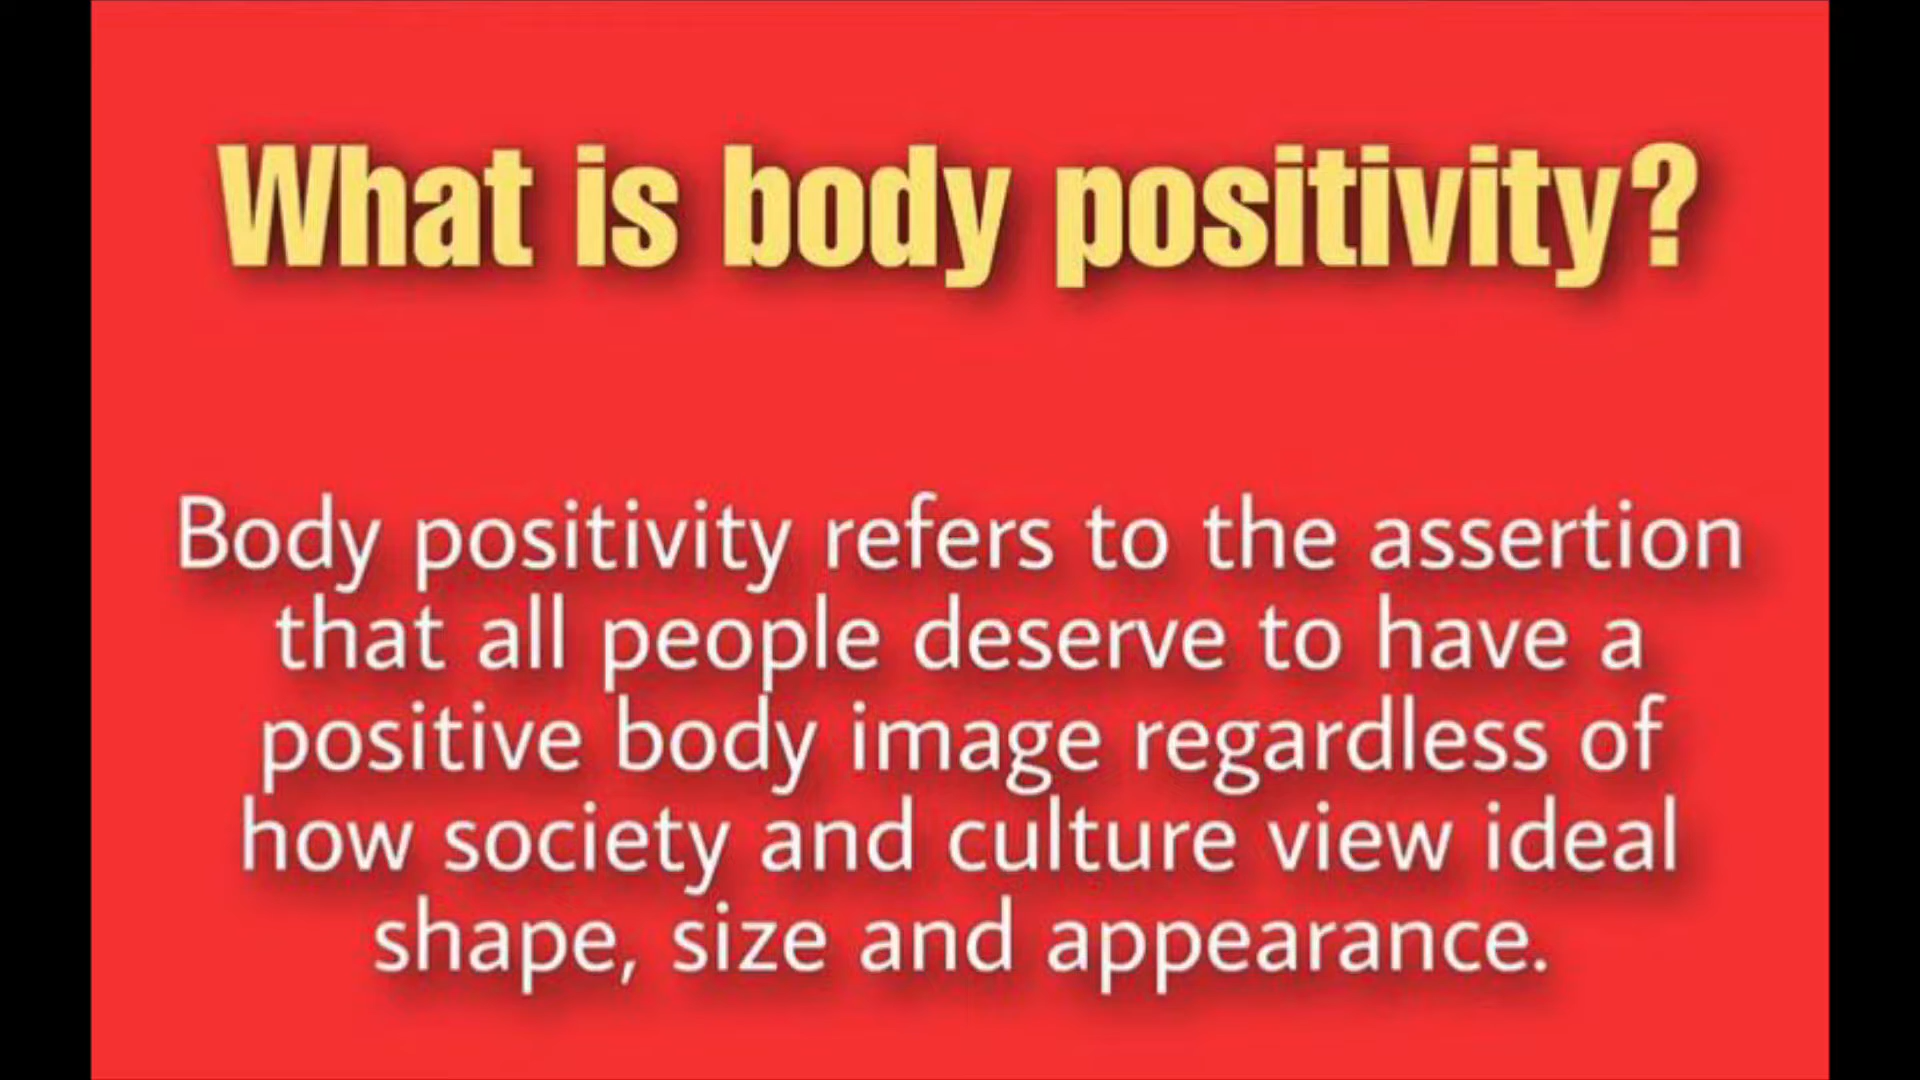 What is body positivity?
Body positivity refers to the assertion
that all people deserve to have a
positive body image regardless of
how society and culture view ideal
shape, size and appearance.